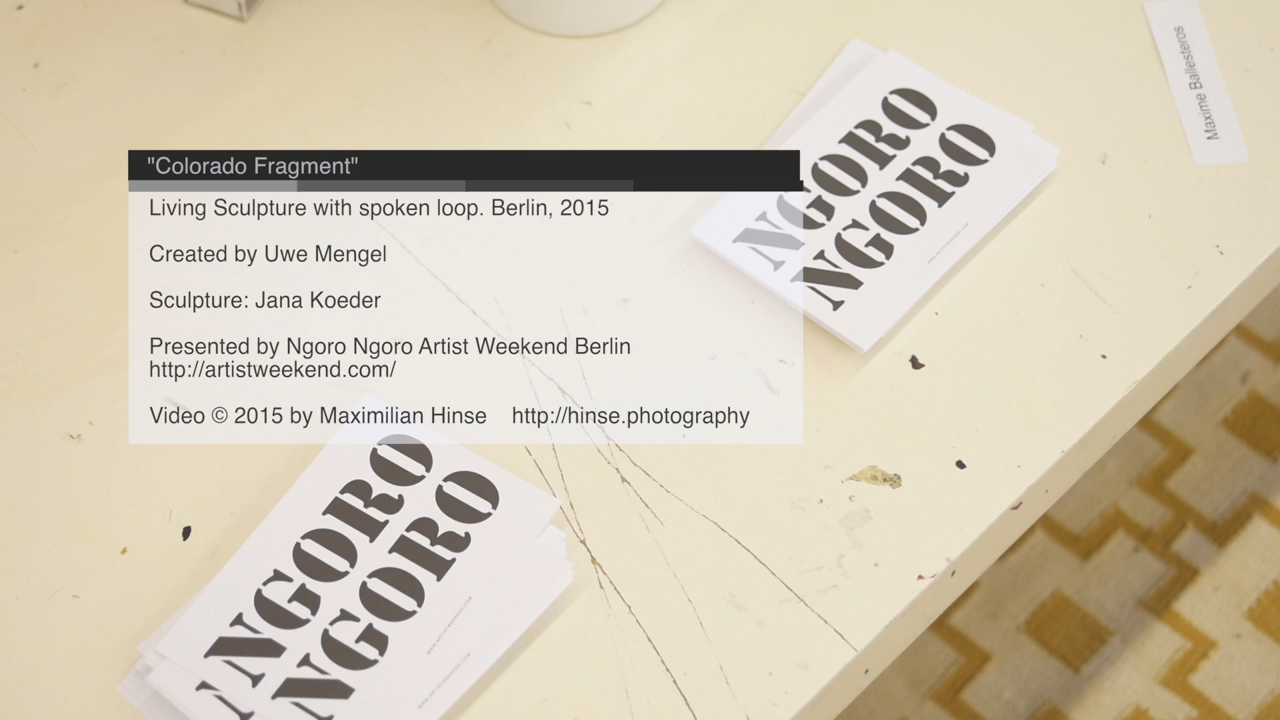 "Colorado Fragment"
Living Sculpture with spoken loop. Berlin, 2015
Created by Uwe Mengel
Sculpture: Jana Koeder
Presented by Ngoro Ngoro Artist Weekend Berlin
http://artistweekend.com/
Video © 2015 by Maximilian Hinse http://hinse.photography
NGORO
NGORO
Maxime Ballesteros
NGORO
NGORO